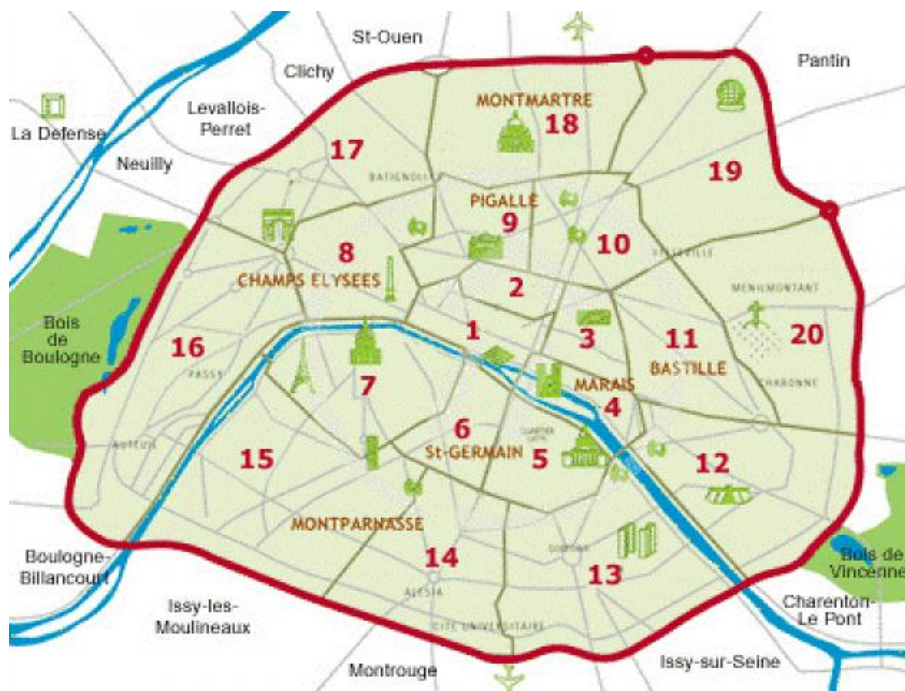 St-Ouen
Pantin
Clichy
MONTMARTRE
18
Levallois-
Perret
La Défense
17
Neuilly
19
PIGALLE
9
10
8
CHAMPS ELYSEES
2
MENILMONTANT
Bois
de
Boulogne
1
3
11
20
16
PASSY
MARAIS
BASTILLE
CHARONNE
7
4
6
St-GERMAIN
5
AUTEUIL
15
12
MONTPARNASSE
14
13
ALESIA
CITE UNIVERSITAIRE
Boulogne-
Billancourt
Bois de
Vincenne
Issy-les-
Moulineaux
Charenton-
Le Pont
Montrouge
Issy-sur-Seine